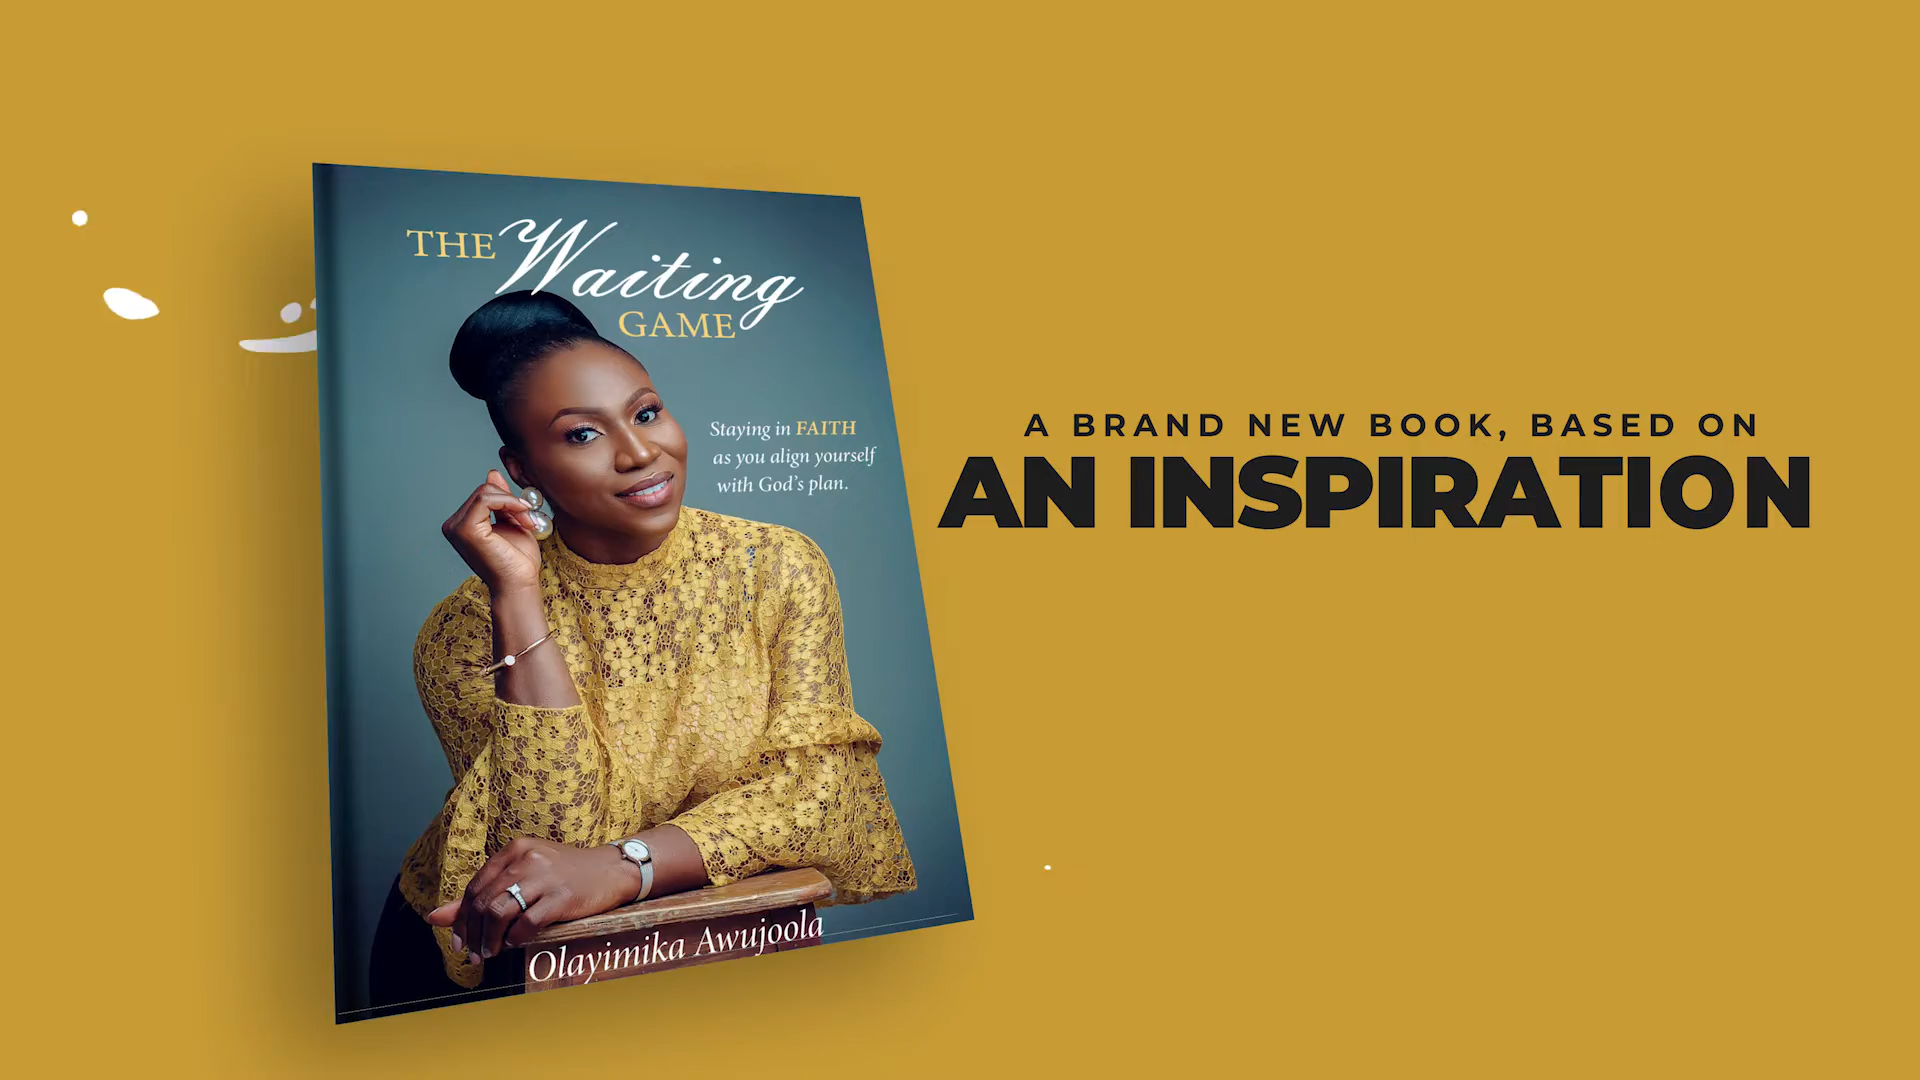 THE Waiting
GAME
Staying in FAITH
as you align yourself
with God's plan.
Olayimika Awujoola
A BRAND NEW BOOK, BASED ON
AN INSPIRATION